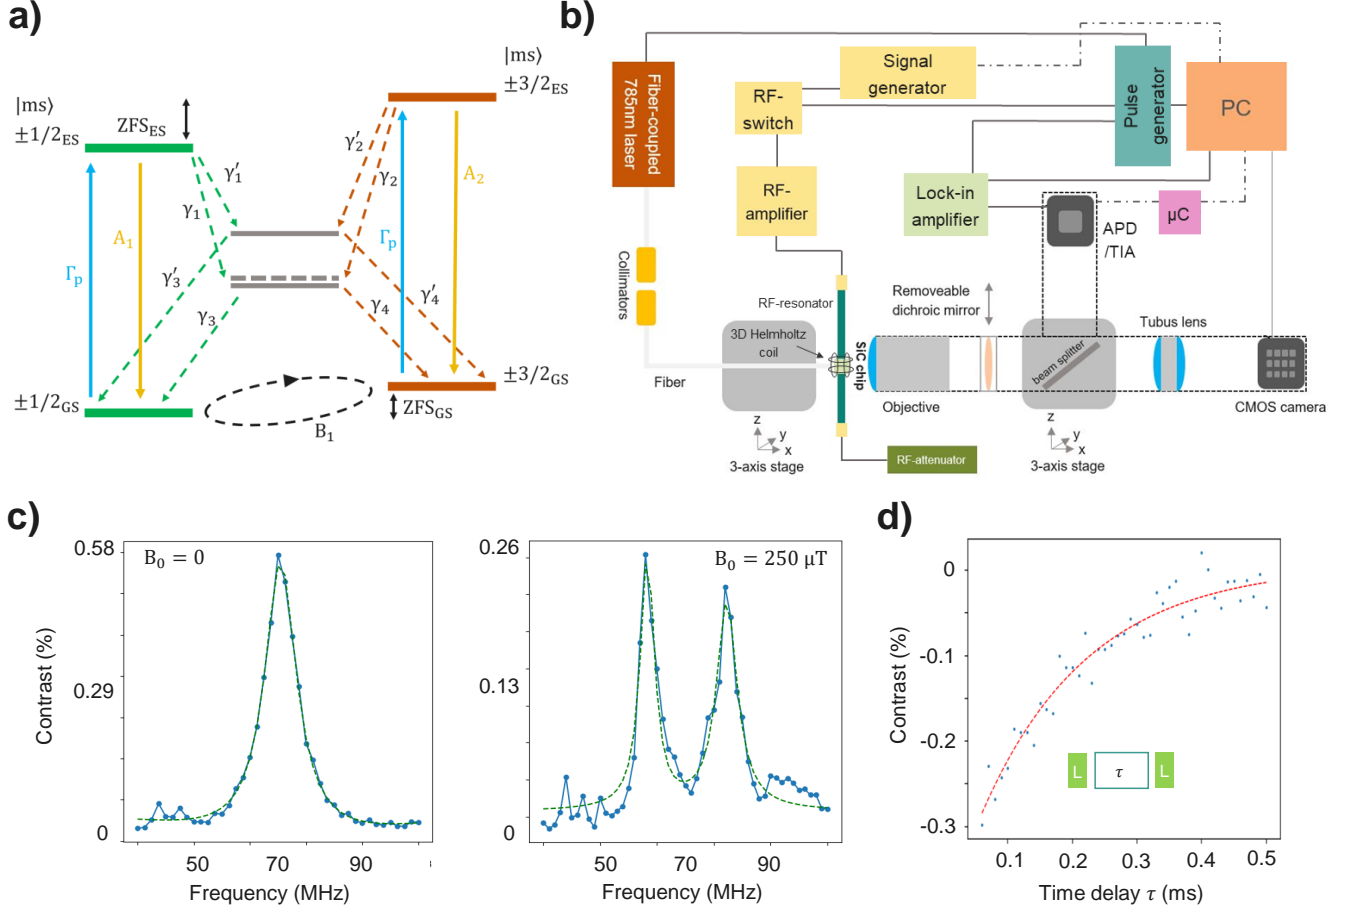 a)
|ms⟩
±1/2ES
ZFSES
|ms⟩
±3/2ES
γ′1
γ1
γ′2
γ2
A1
A2
Γp
Γp
γ′3
γ3
γ4
γ′4
±1/2GS
±3/2GS
ZFSGS
B1
b)
Fiber-coupled
785nm laser
Signal
generator
RF-
switch
RF-
amplifier
Pulse
generator
PC
Lock-in
amplifier
APD
/TIA
μC
Collimators
Fiber
RF-resonator
3D Helmholtz
coil
SiC chip
Removeable
dichroic mirror
Objective
beam splitter
Tubus lens
CMOS camera
z
y
x
3-axis stage
z
y
x
3-axis stage
RF-attenuator
c)
B0 = 0
0.58
0.29
0
Contrast (%)
50
70
90
Frequency (MHz)
B0 = 250 μT
0.26
0.13
0
50
70
90
Frequency (MHz)
d)
0
-0.1
-0.2
-0.3
Contrast (%)
L
τ
L
0.1
0.2
0.3
0.4
0.5
Time delay τ (ms)